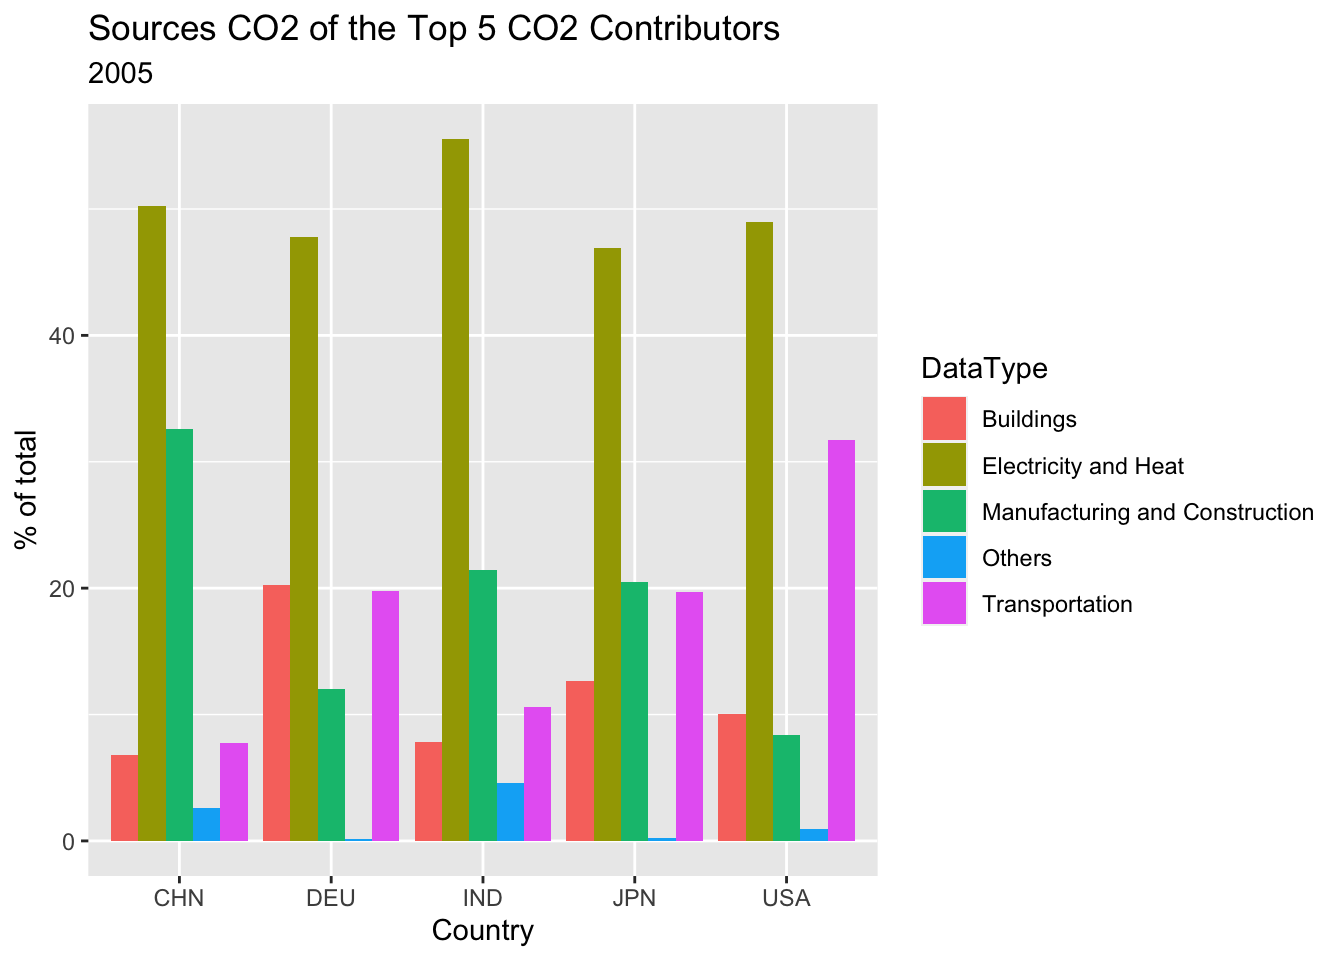 Sources CO2 of the Top 5 CO2 Contributors
2005
% of total
40
20
0
CHN
DEU
IND
JPN
USA
Country
DataType
Buildings
Electricity and Heat
Manufacturing and Construction
Others
Transportation